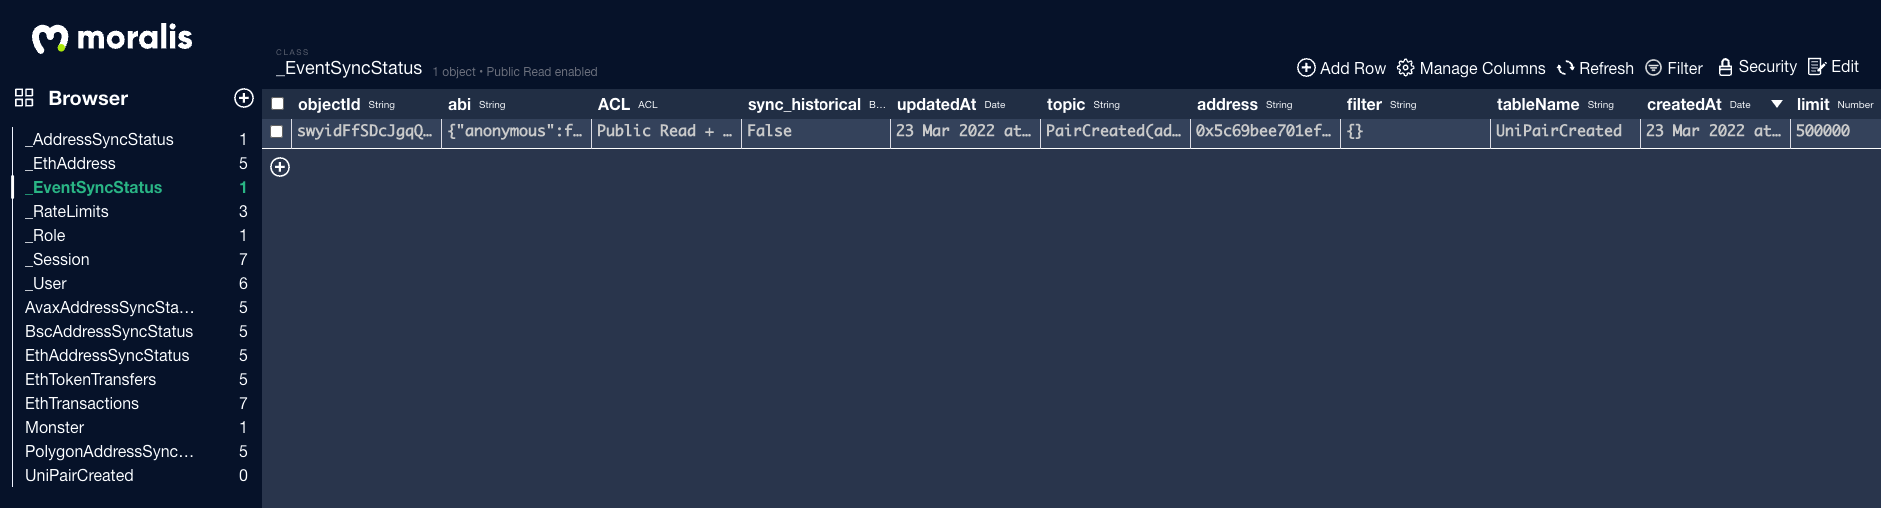 moralis
CLASS
_EventSyncStatus 1 object • Public Read enabled
Add Row Manage Columns Refresh Filter Security Edit
Browser
_AddressSyncStatus 1
_EthAddress 5
_EventSyncStatus 1
_RateLimits 3
_Role 1
_Session 7
_User 6
AvaxAddressSyncSta... 5
BscAddressSyncStatus 5
EthAddressSyncStatus 5
EthTokenTransfers 5
EthTransactions 7
Monster 1
PolygonAddressSync... 5
UniPairCreated 0
objectId String abi String ACL ACL sync_historical B... updatedAt Date topic String address String filter String tableName String createdAt Date limit Number
swyidFfSDcJgqQ... {"anonymous":f... Public Read + ... False 23 Mar 2022 at... PairCreated(ad... 0x5c69bee701ef... {} UniPairCreated 23 Mar 2022 at... 500000